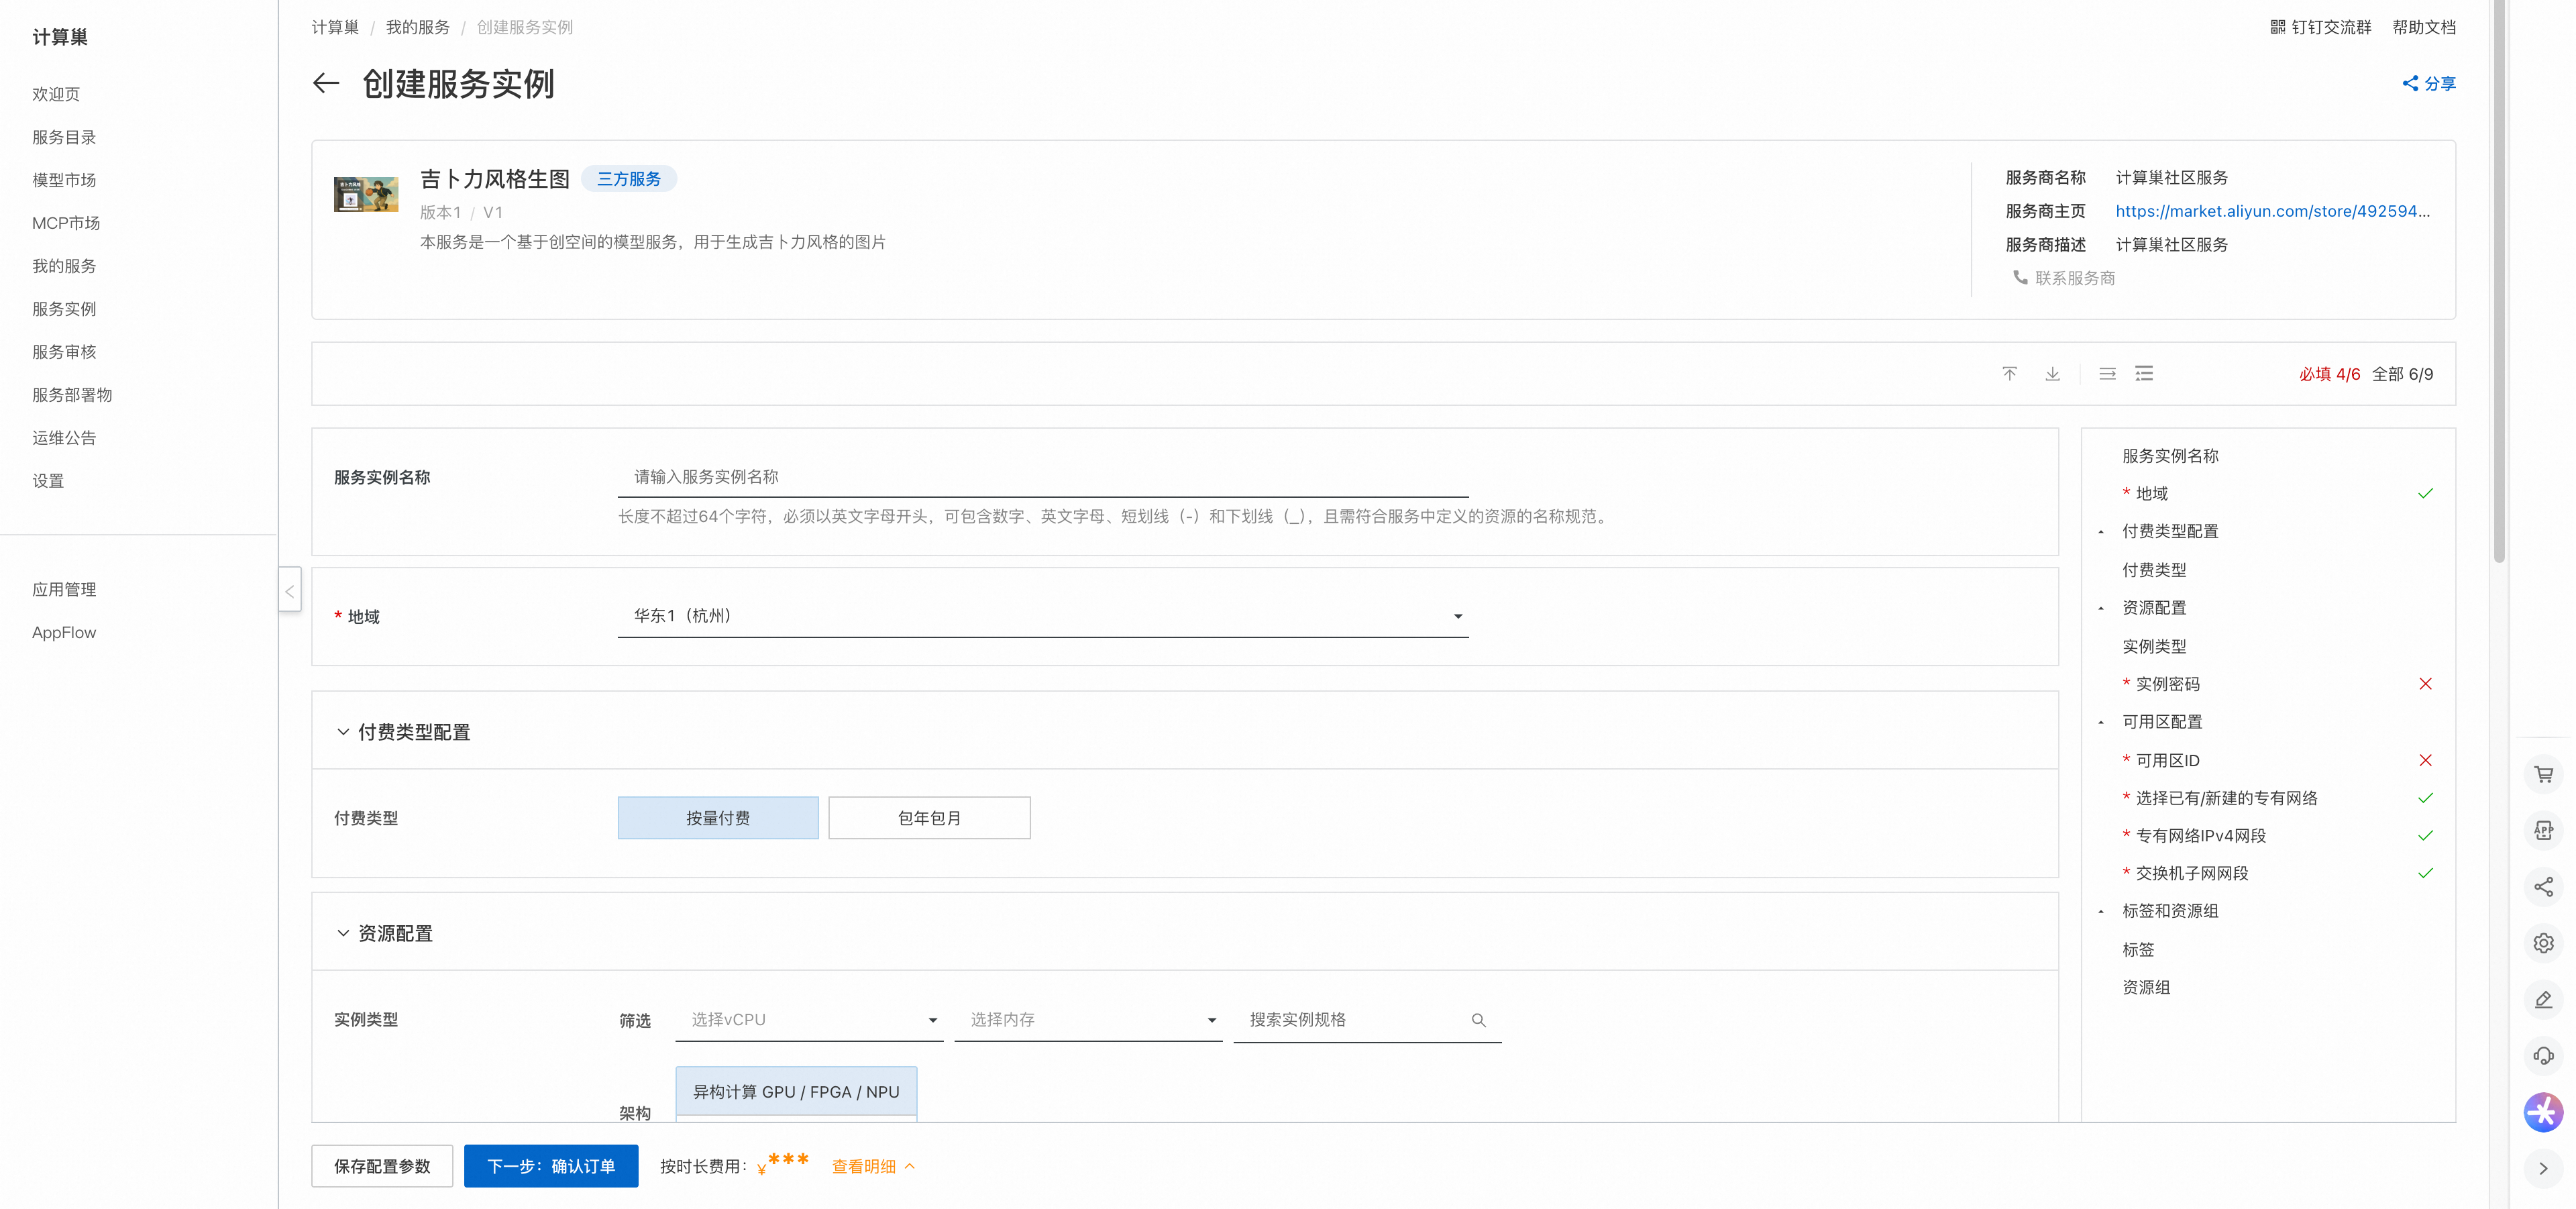 计算巢
欢迎页
服务目录
模型市场
MCP市场
我的服务
服务实例
服务审核
服务部署物
运维公告
设置
应用管理
AppFlow
计算巢 / 我的服务 / 创建服务实例
钉钉交流群 帮助文档
创建服务实例
分享
吉卜力风格生图 三方服务
版本1 / V1
本服务是一个基于创空间的模型服务，用于生成吉卜力风格的图片
服务商名称 计算巢社区服务
服务商主页 https://market.aliyun.com/store/492594...
服务商描述 计算巢社区服务
联系服务商
必填 4/6 全部 6/9
服务实例名称 请输入服务实例名称
长度不超过64个字符，必须以英文字母开头，可包含数字、英文字母、短划线（-）和下划线（_），且需符合服务中定义的资源的名称规范。
* 地域 华东1（杭州）
付费类型配置
付费类型 按量付费 包年包月
资源配置
实例类型 筛选 选择vCPU 选择内存 搜索实例规格
架构 异构计算 GPU / FPGA / NPU
服务实例名称
* 地域
付费类型配置
付费类型
资源配置
实例类型
* 实例密码
可用区配置
* 可用区ID
* 选择已有/新建的专有网络
* 专有网络IPv4网段
* 交换机子网网段
标签和资源组
标签
资源组
APP
保存配置参数 下一步：确认订单 按时长费用：¥*** 查看明细